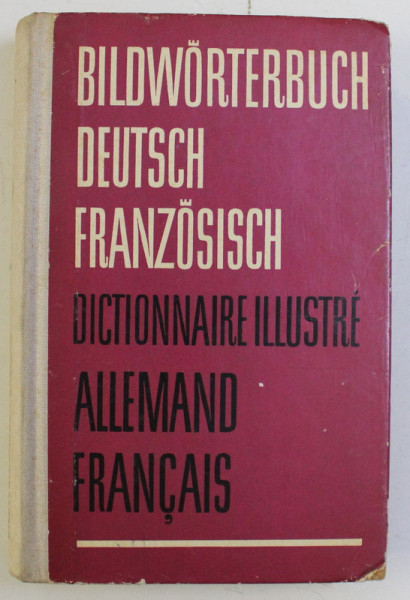 BILDWÖRTERBUCH
DEUTSCH
FRANZÖSISCH
DICTIONNAIRE ILLUSTRÉ
ALLEMAND
FRANÇAIS